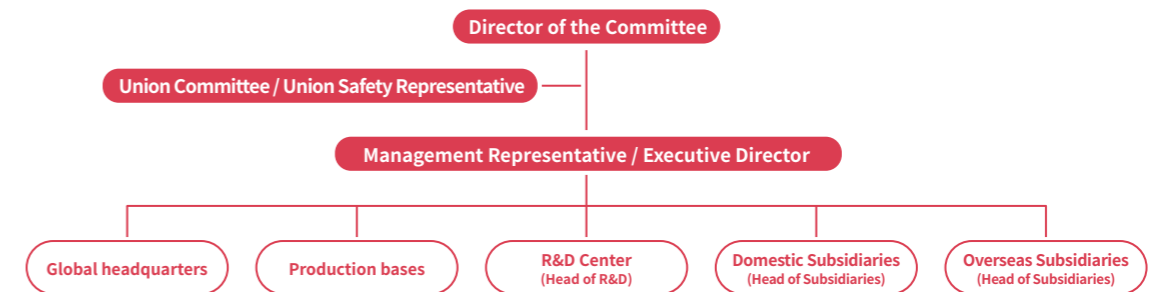 Director of the Committee
Union Committee / Union Safety Representative
Management Representative / Executive Director
Global headquarters
Production bases
R&D Center
(Head of R&D)
Domestic Subsidiaries
(Head of Subsidiaries)
Overseas Subsidiaries
(Head of Subsidiaries)